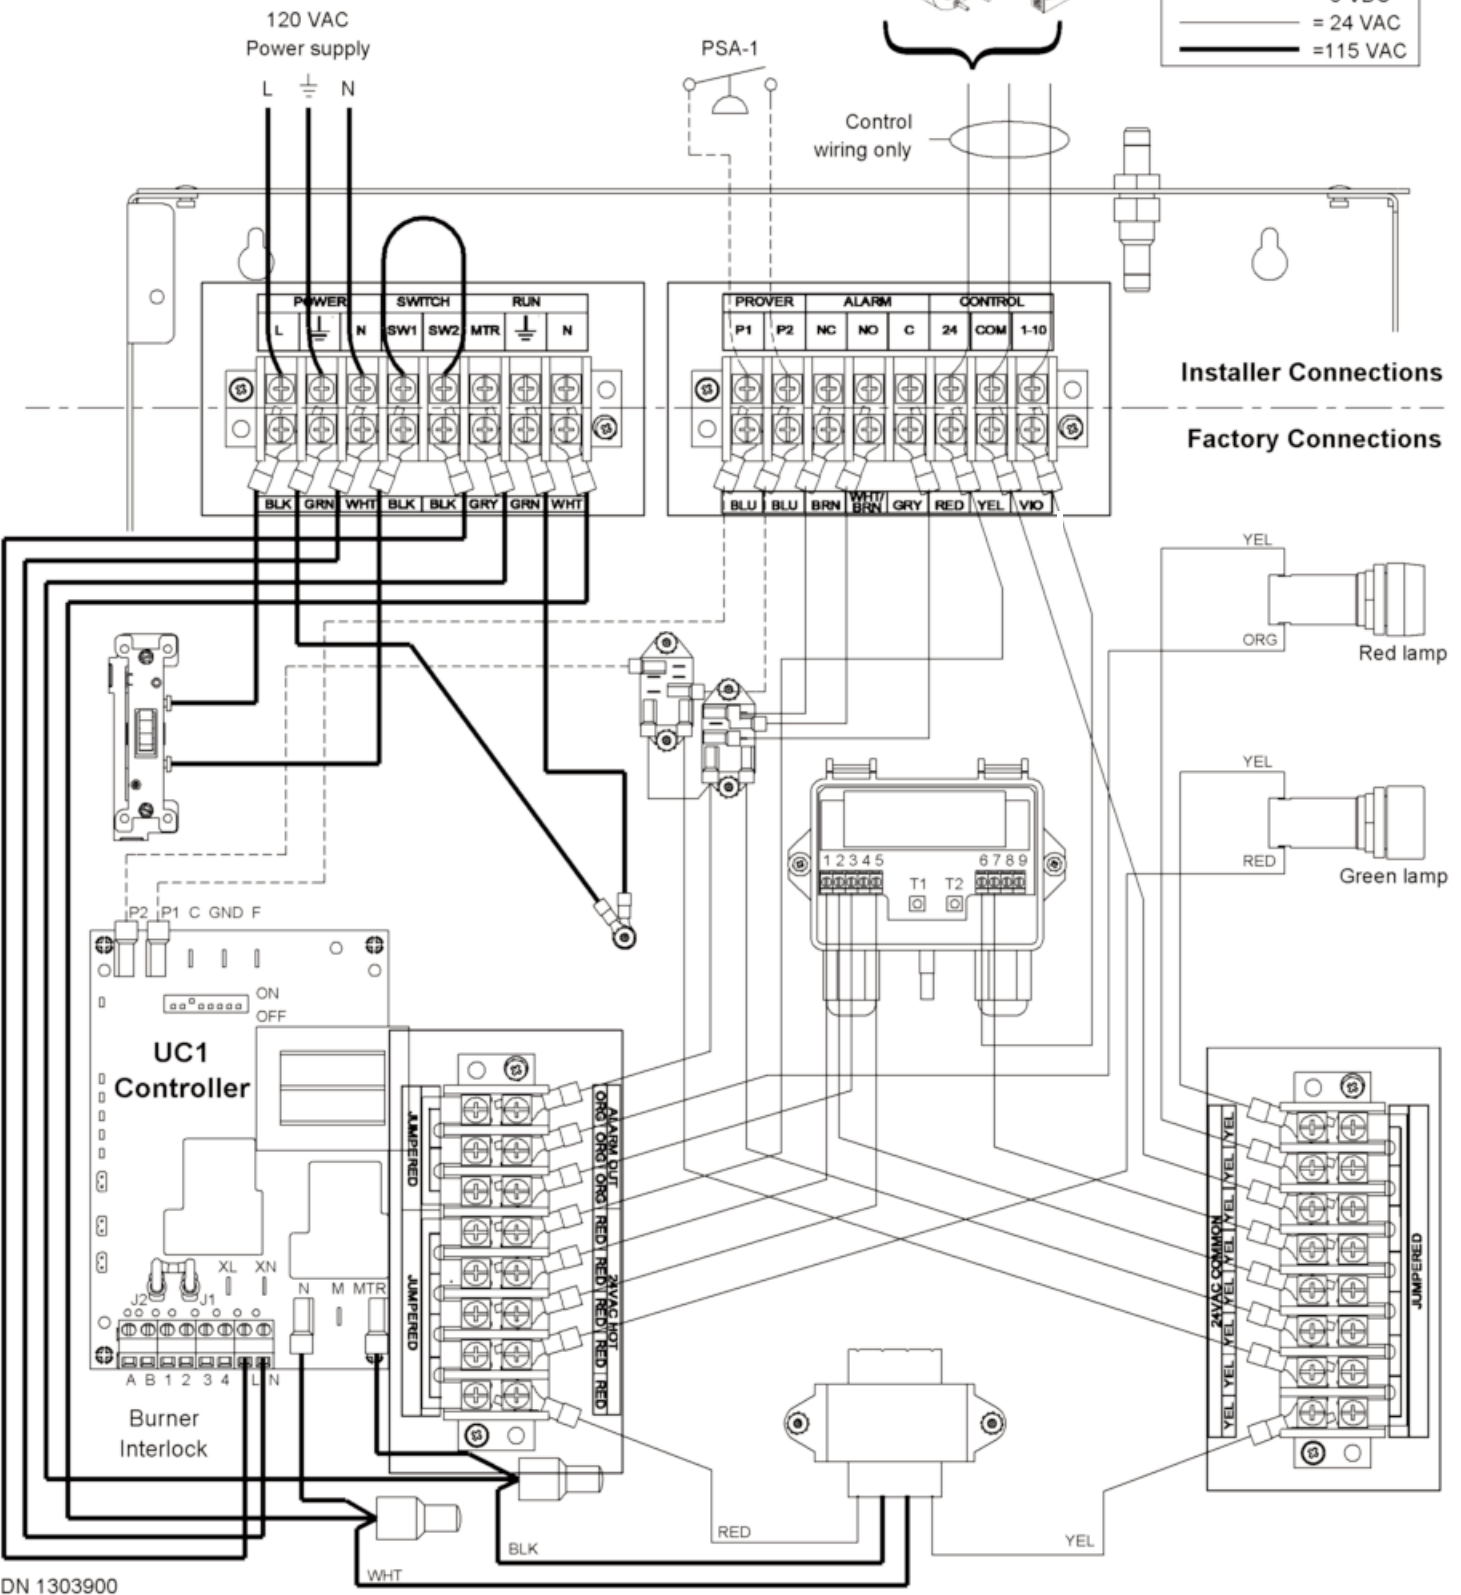 120 VAC
Power supply
L
N
PSA-1
Control
wiring only
= 24 VAC
=115 VAC
POWER SWITCH RUN
L N SW1 SW2 MTR N
BLK GRN WHT BLK BLK GRY GRN WHT
PROVER ALARM CONTROL
P1 P2 NC NO C 24 COM 1-10
BLU BLU BRN WHT/ BRN GRY RED YEL VIO
Installer Connections
Factory Connections
YEL
ORG
Red lamp
YEL
RED
Green lamp
1 2 3 4 5
6 7 8 9
T1 T2
P2 P1 C GND F
ON
OFF
UC1
Controller
XL XN
J2 J1
N M MTR
A B 1 2 3 4 L N
Burner
Interlock
JUMPERED
JUMPERED
ORG ORG ORG RED RED RED RED RED
ALARM OUT
24VAC HOT
YEL YEL YEL YEL YEL YEL YEL YEL
24VAC COMMON
JUMPERED
RED
YEL
BLK
WHT
DN 1303900